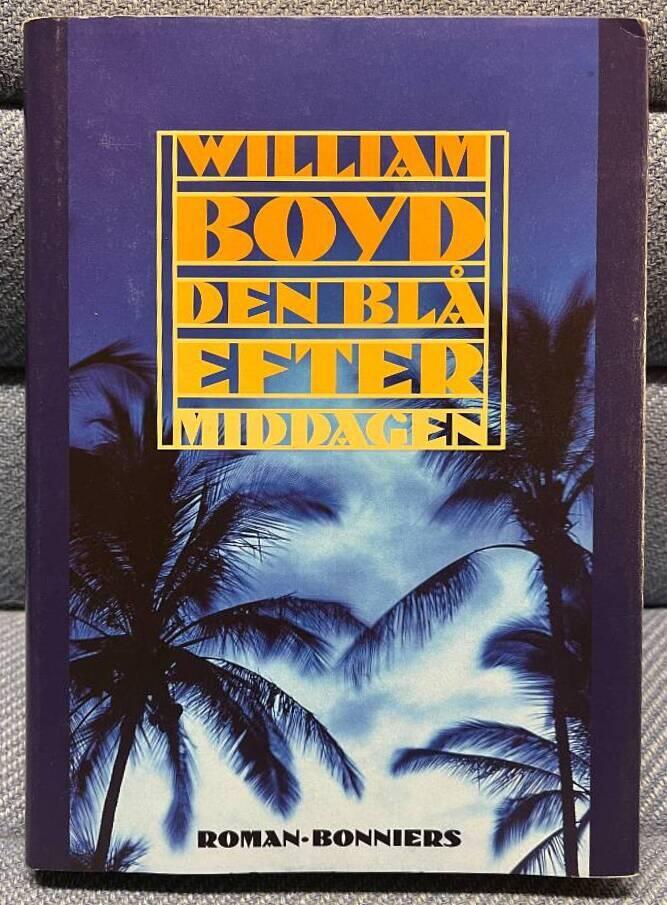 WILLIAM
BOYD
DEN BLÅ
EFTER
MIDDAGEN
ROMAN·BONNIERS